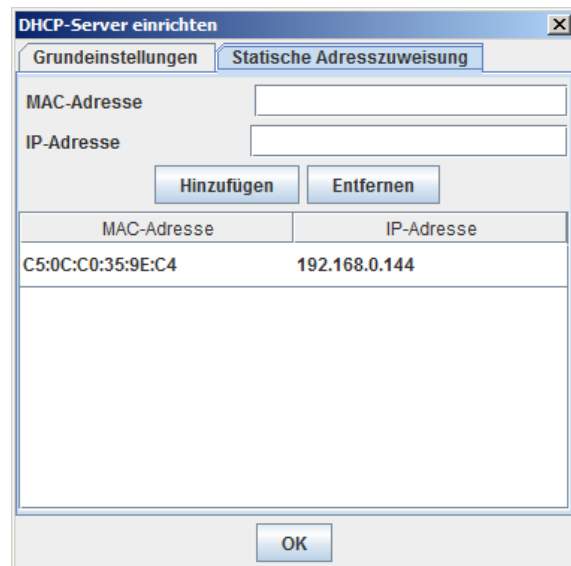 DHCP-Server einrichten
Grundeinstellungen Statische Adresszuweisung
MAC-Adresse
IP-Adresse
Hinzufügen Entfernen
MAC-Adresse IP-Adresse
C5:0C:C0:35:9E:C4 192.168.0.144
OK